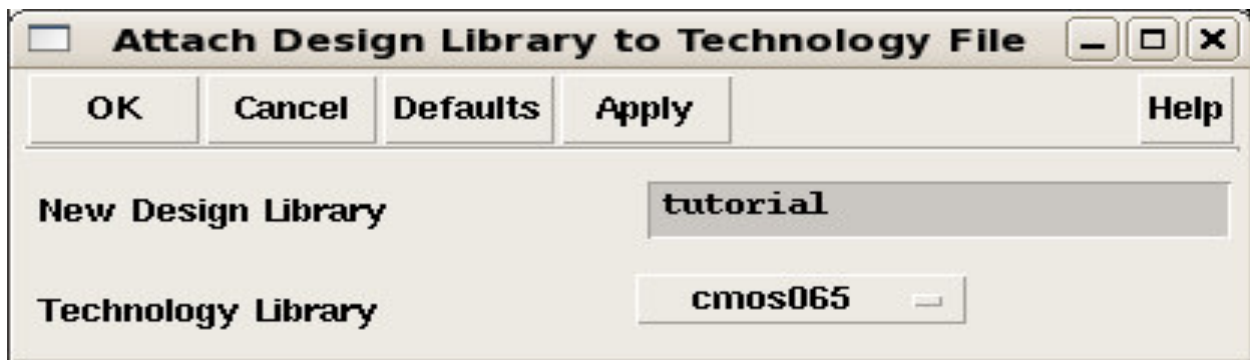 Attach Design Library to Technology File
OK Cancel Defaults Apply Help
New Design Library tutorial
Technology Library cmos065